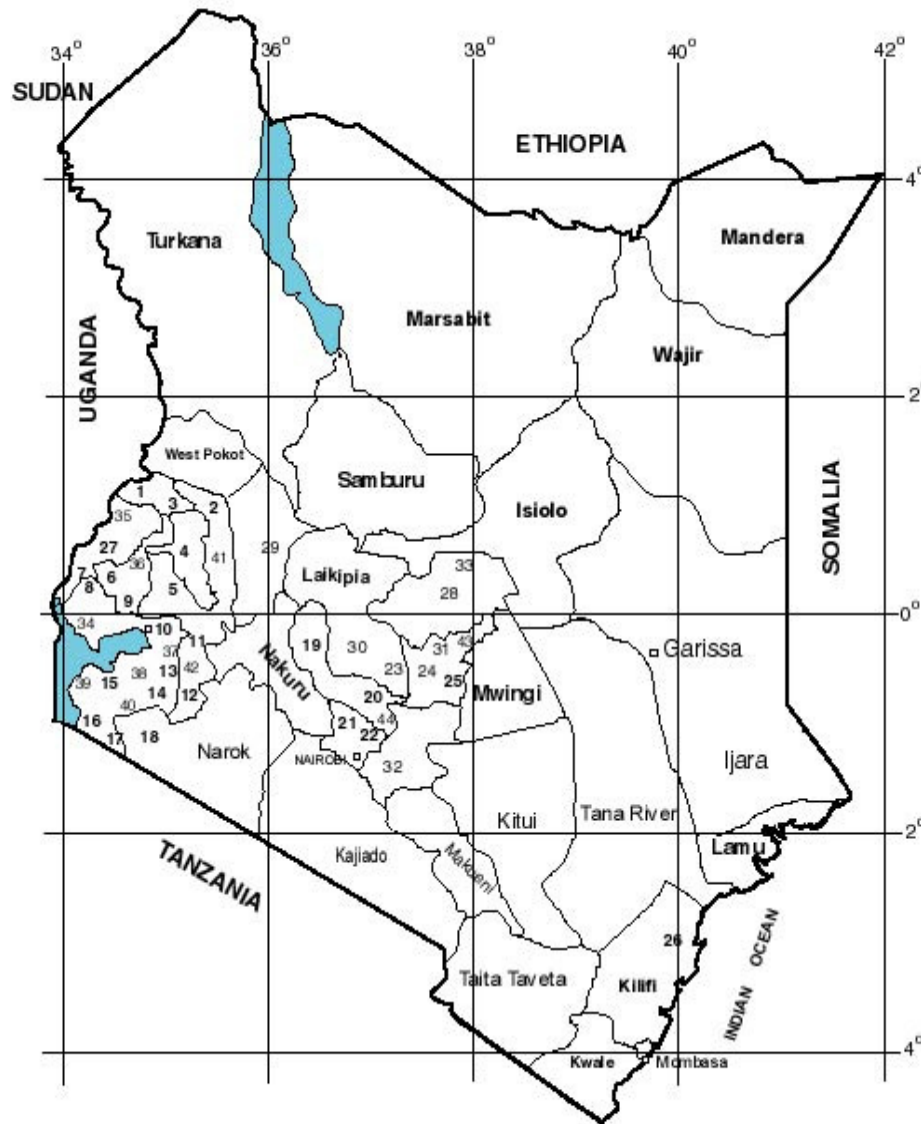 34° 36° 38° 40° 42°
SUDAN
ETHIOPIA
4°
Turkana
Mandera
Marsabit
UGANDA
Wajir
2°
West Pokot
Samburu
Isiolo
SOMALIA
1
3
2
35
4
27
36
41
29
33
Laikipia
28
7
6
8
5
9
0°
34
10
11
37
19
30
31
43
Garissa
Nakuru
39
15
38
13
42
23
24
25
Mwingi
14
12
20
40
16
21
44
17
18
22
Narok
NAIROBI
32
Ijara
Kitui
Tana River
2°
Lamu
Kajiado
Makueni
TANZANIA
26
INDIAN OCEAN
Taita Taveta
Kilifi
4°
Kwale
Mombasa